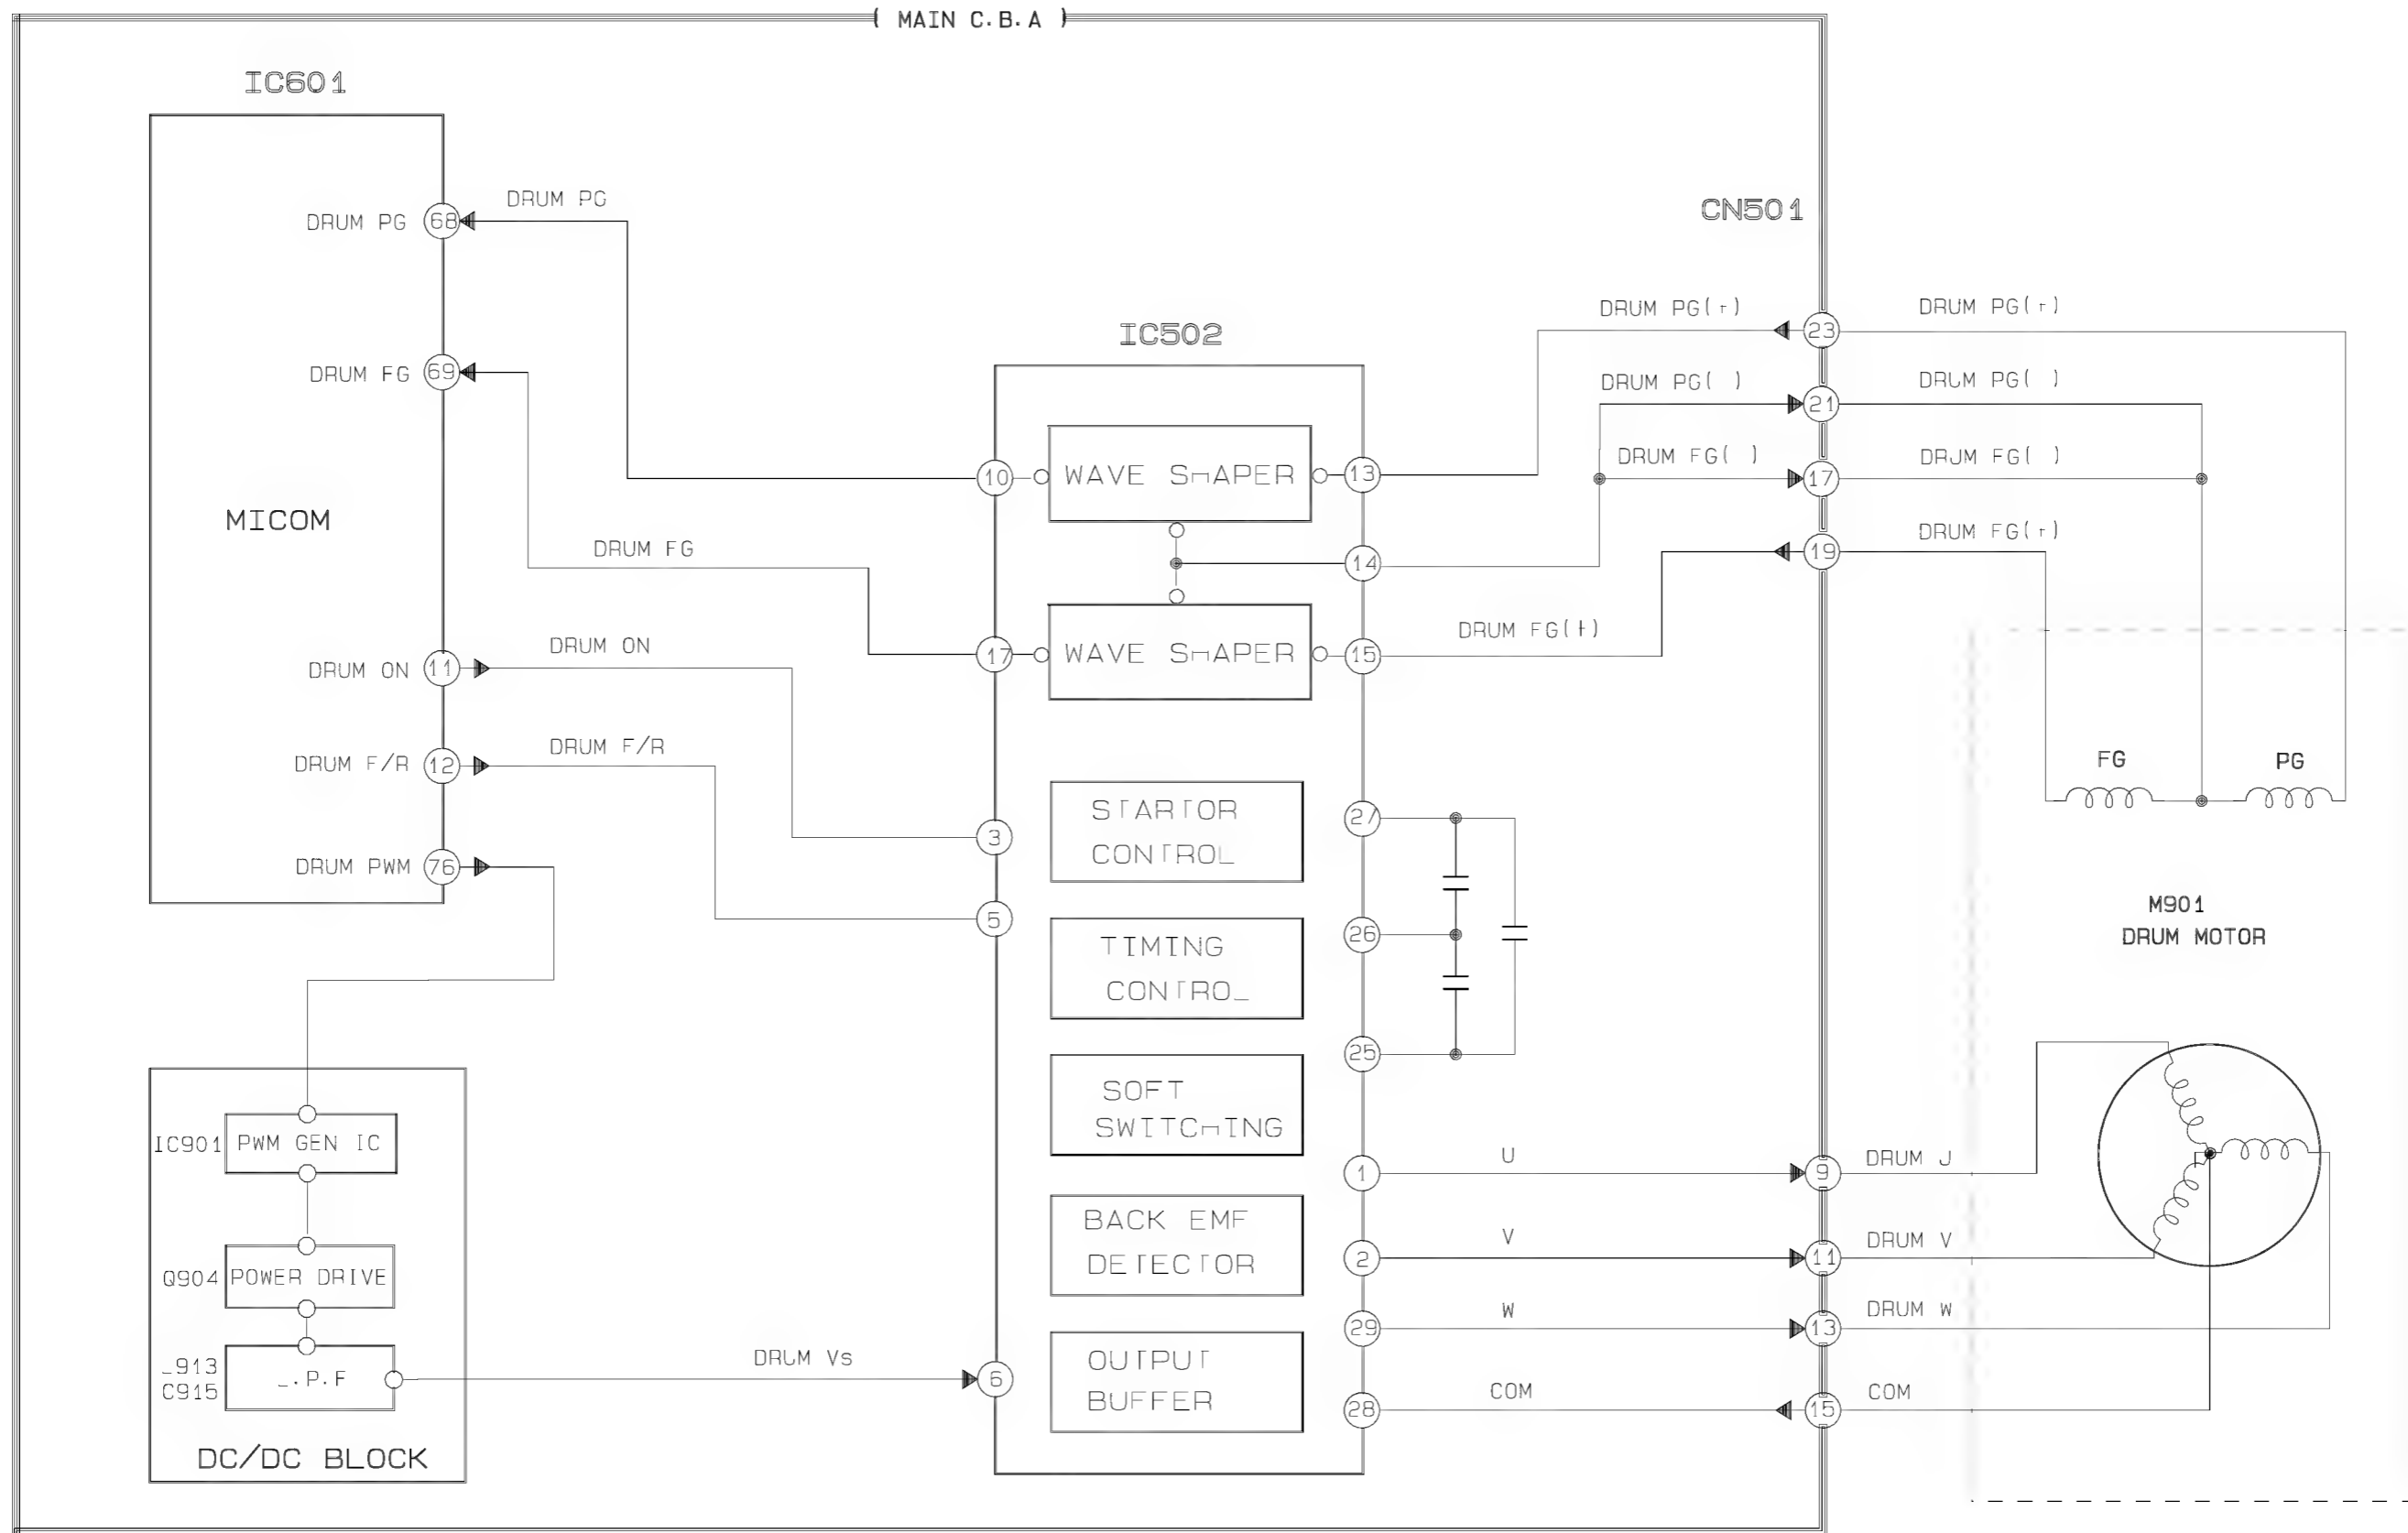 ( MAIN C.B.A )
IC601
DRUM PG 68
DRUM PG
DRUM FG 69
MICOM
DRUM FG
DRUM ON 11
DRUM ON
DRUM F/R 12
DRUM F/R
DRUM PWM 76
IC901
PWM GEN IC
Q904
POWER DRIVE
L913
C915
L.P.F
DC/DC BLOCK
DRUM Vs
IC502
10
WAVE SHAPER
13
14
17
WAVE SHAPER
15
3
STARTOR
CONTROL
27
5
TIMING
CONTROL
26
25
SOFT
SWITCHING
1
BACK EMF
DETECTOR
2
29
6
OUTPUT
BUFFER
28
CN501
DRUM PG(+)
23
DRUM PG(+)
DRUM PG( )
21
DRUM PG( )
DRUM FG( )
17
DRUM FG( )
19
DRUM FG(+)
DRUM FG(+)
FG
PG
M901
DRUM MOTOR
U
9
DRUM U
V
11
DRUM V
W
13
DRUM W
COM
15
COM